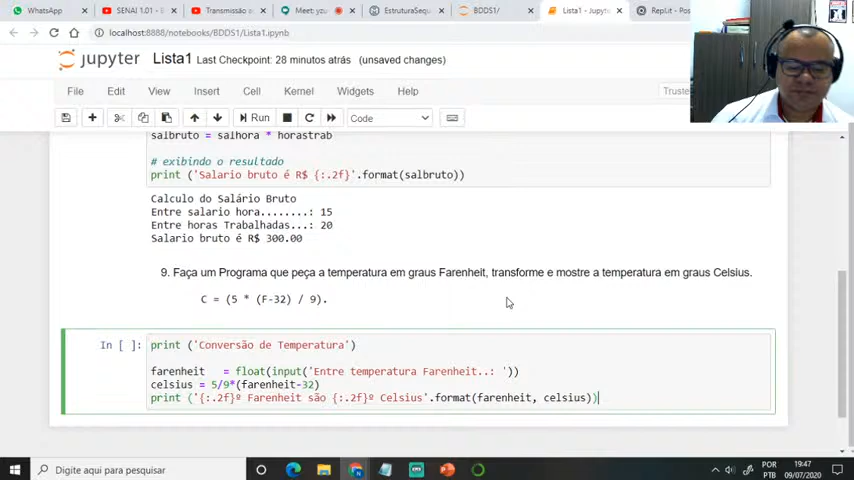 WhatsApp
SENAI 1.01 -
Transmissão s
Meet: yzu
EstruturaSequ
BDDS1/
Lista1 - Jupyte
Repl.it - Pos
localhost:8888/notebooks/BDDS1/Lista1.ipynb
jupyter Lista1 Last Checkpoint: 28 minutos atrás (unsaved changes)
File Edit View Insert Cell Kernel Widgets Help
Truste
Run
Code
salbruto = salhora * horastrab
# exibindo o resultado
print ('Salario bruto é R$ {:.2f}'.format(salbruto))
Calculo do Salário Bruto
Entre salario hora........: 15
Entre horas Trabalhadas...: 20
Salario bruto é R$ 300.00
9. Faça um Programa que peça a temperatura em graus Farenheit, transforme e mostre a temperatura em graus Celsius.
C = (5 * (F-32) / 9).
In [ ]: print ('Conversão de Temperatura')
farenheit = float(input('Entre temperatura Farenheit..: '))
celsius = 5/9*(farenheit-32)
print ('{:.2f}º Farenheit são {:.2f}º Celsius'.format(farenheit, celsius))
Digite aqui para pesquisar
POR
PTB
19:47
09/07/2020